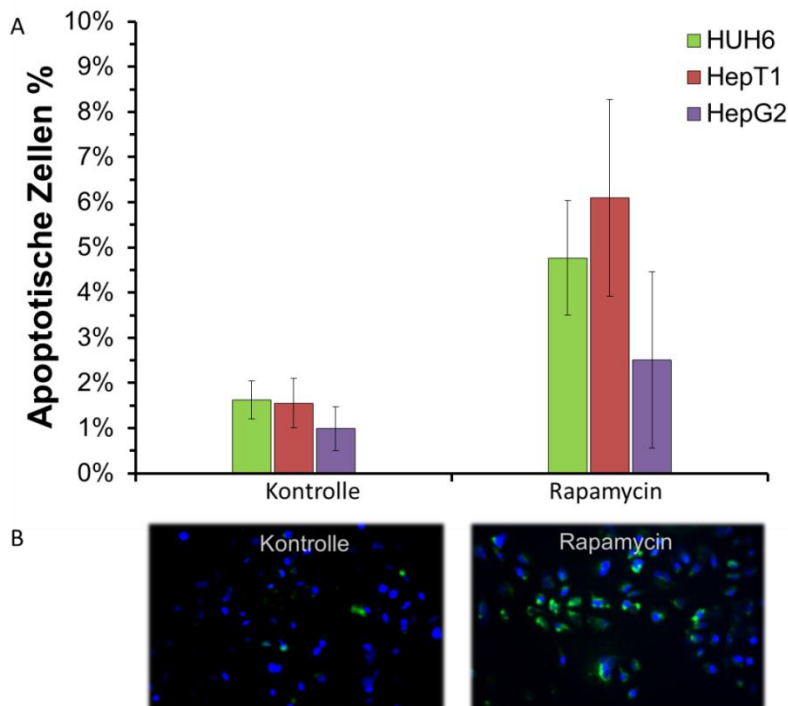 A
Apoptotische Zellen %
10%
9%
8%
7%
6%
5%
4%
3%
2%
1%
0%
HUH6
HepT1
HepG2
Kontrolle
Rapamycin
B
Kontrolle
Rapamycin